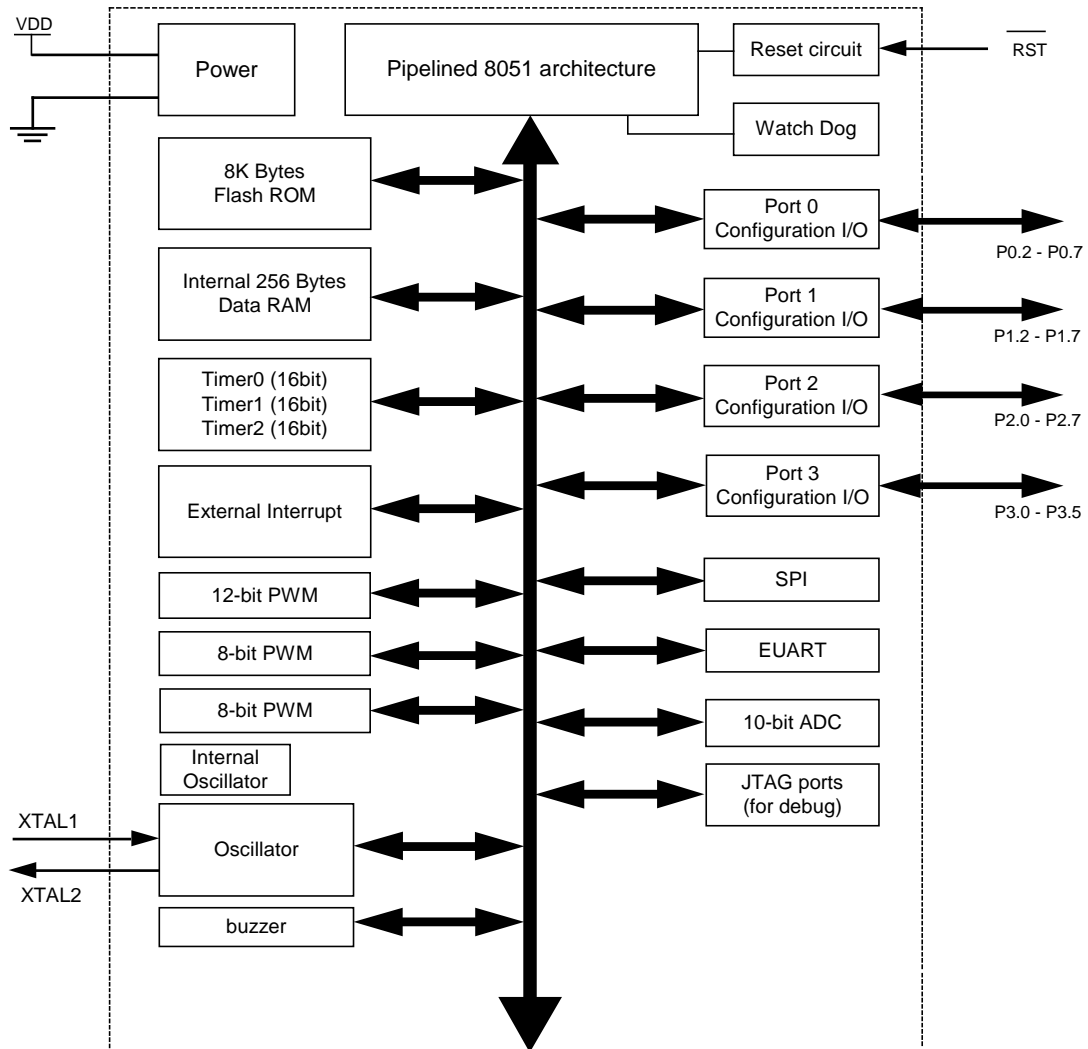 VDD
Power
Pipelined 8051 architecture
Reset circuit
RST
Watch Dog
8K Bytes
Flash ROM
Port 0
Configuration I/O
P0.2 - P0.7
Internal 256 Bytes
Data RAM
Port 1
Configuration I/O
P1.2 - P1.7
Timer0 (16bit)
Timer1 (16bit)
Timer2 (16bit)
Port 2
Configuration I/O
P2.0 - P2.7
External Interrupt
Port 3
Configuration I/O
P3.0 - P3.5
12-bit PWM
SPI
8-bit PWM
EUART
8-bit PWM
10-bit ADC
Internal
Oscillator
JTAG ports
(for debug)
XTAL1
Oscillator
XTAL2
buzzer